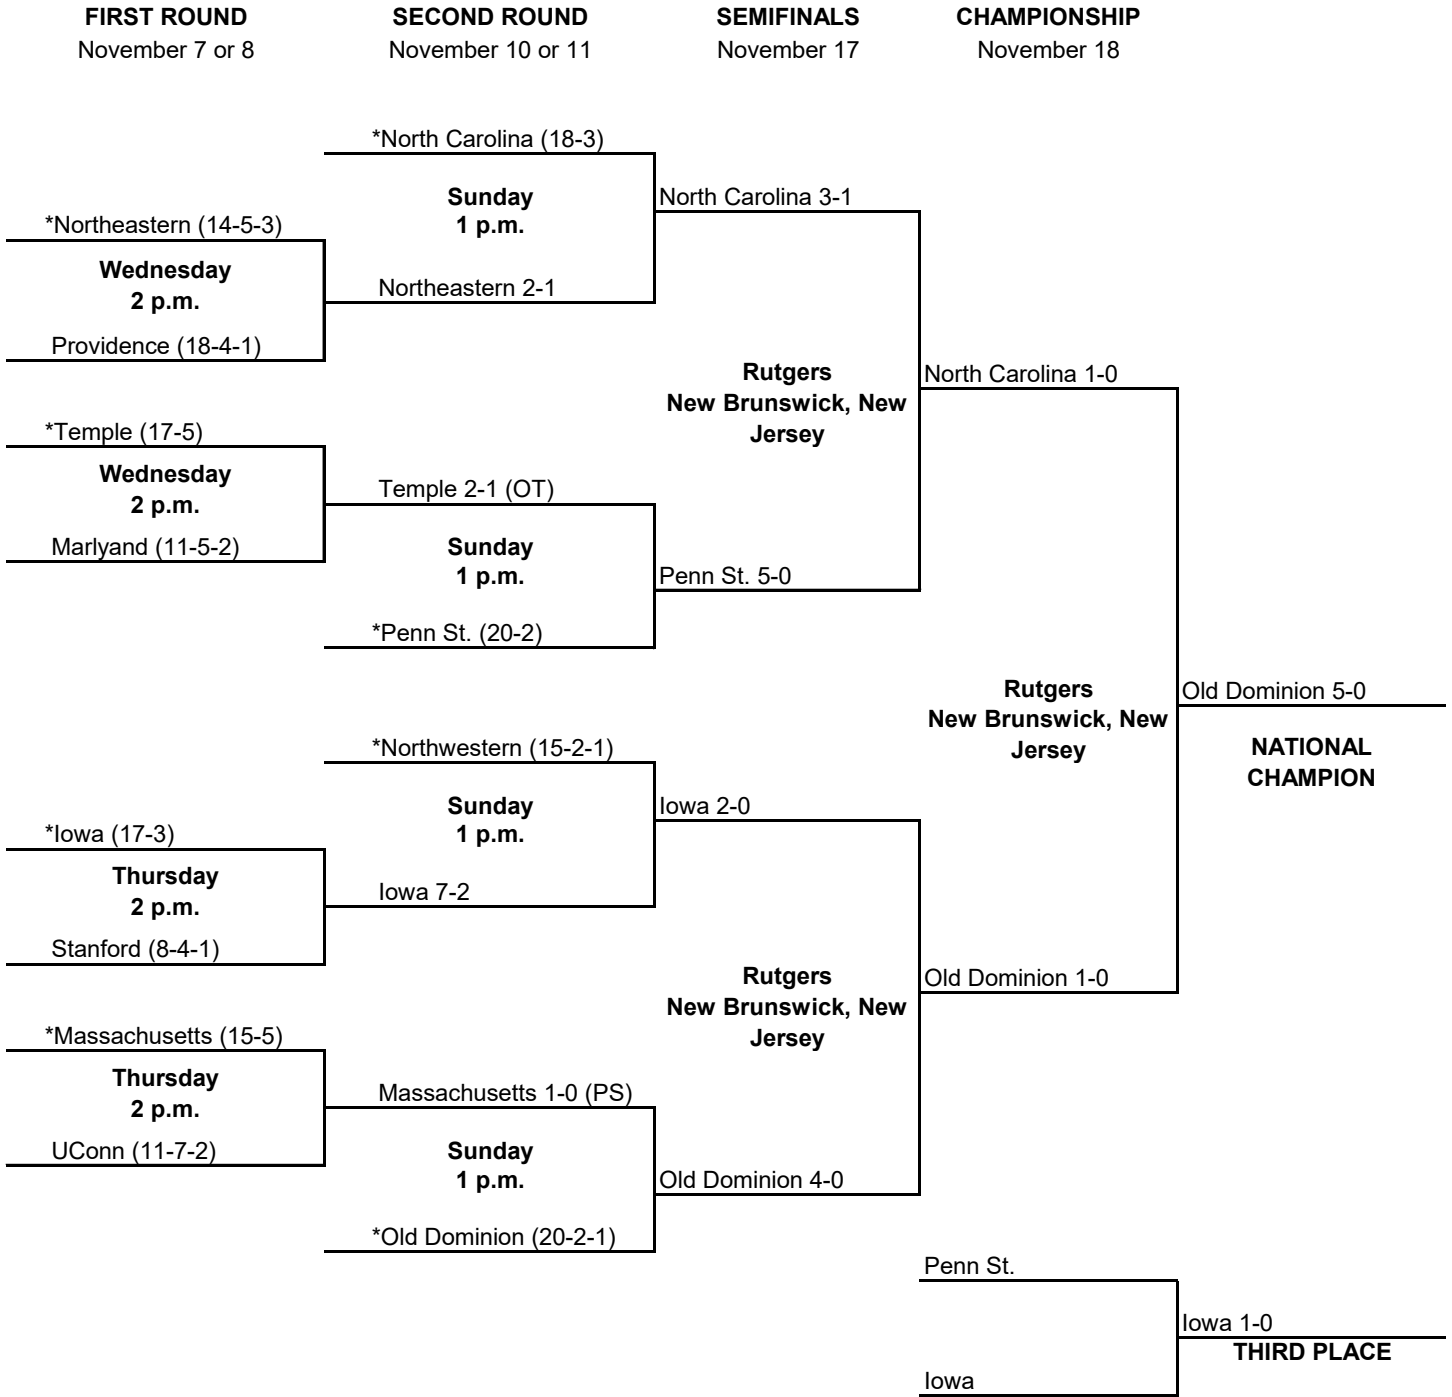 FIRST ROUND
November 7 or 8
SECOND ROUND
November 10 or 11
SEMIFINALS
November 17
CHAMPIONSHIP
November 18
*North Carolina (18-3)
Sunday
1 p.m.
North Carolina 3-1
*Northeastern (14-5-3)
Wednesday
2 p.m.
Northeastern 2-1
Providence (18-4-1)
Rutgers
New Brunswick, New
Jersey
North Carolina 1-0
*Temple (17-5)
Wednesday
2 p.m.
Temple 2-1 (OT)
Marlyand (11-5-2)
Sunday
1 p.m.
Penn St. 5-0
*Penn St. (20-2)
Rutgers
New Brunswick, New
Jersey
Old Dominion 5-0
NATIONAL
CHAMPION
*Northwestern (15-2-1)
Sunday
1 p.m.
Iowa 2-0
*Iowa (17-3)
Thursday
2 p.m.
Iowa 7-2
Stanford (8-4-1)
Rutgers
New Brunswick, New
Jersey
Old Dominion 1-0
*Massachusetts (15-5)
Thursday
2 p.m.
Massachusetts 1-0 (PS)
UConn (11-7-2)
Sunday
1 p.m.
Old Dominion 4-0
*Old Dominion (20-2-1)
Penn St.
Iowa 1-0
THIRD PLACE
Iowa